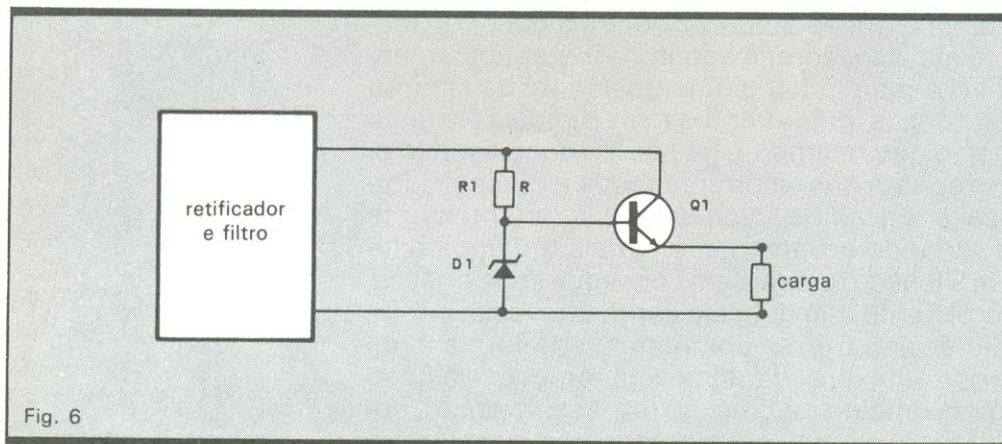 retificador
e filtro
R1 R
Q1
D1
carga
Fig. 6